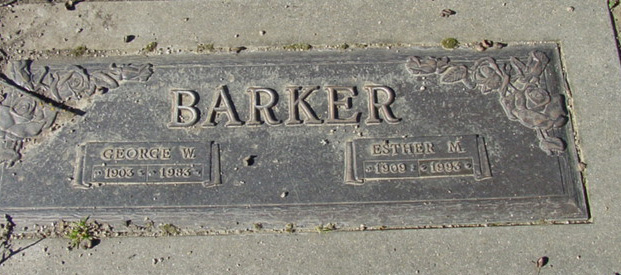 BARKER
GEORGE W.
1903 - 1983
ESTHER M.
1909 - 1993